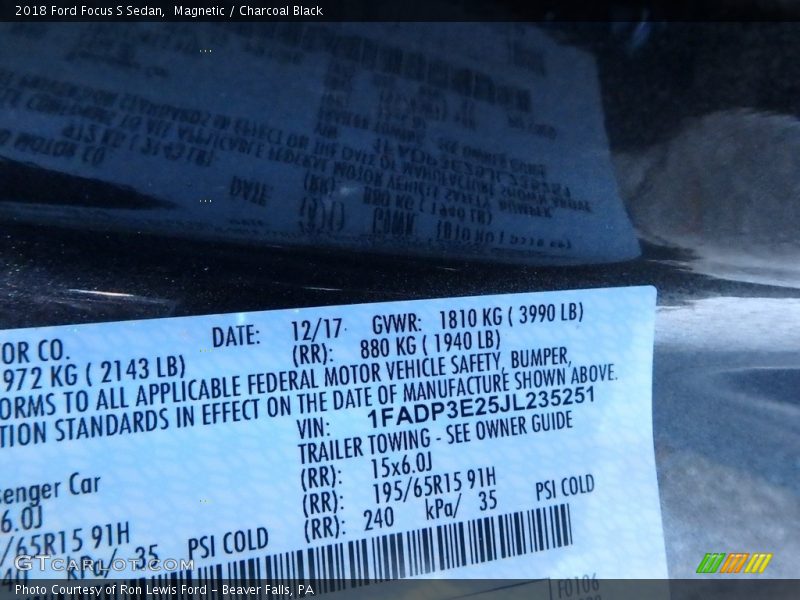 2018 Ford Focus S Sedan, Magnetic / Charcoal Black
OR CO.
DATE: 12/17 GVWR: 1810 KG ( 3990 LB)
972 KG ( 2143 LB) (RR): 880 KG ( 1940 LB)
ORMS TO ALL APPLICABLE FEDERAL MOTOR VEHICLE SAFETY, BUMPER,
TION STANDARDS IN EFFECT ON THE DATE OF MANUFACTURE SHOWN ABOVE.
VIN: 1FADP3E25JL235251
TRAILER TOWING - SEE OWNER GUIDE
senger Car (RR): 15x6.0J
6.0J (RR): 195/65R15 91H
/65R15 91H (RR): 240 kPa/ 35 PSI COLD
kPa/ 35 PSI COLD
GTCarlot.com
F0106
Photo Courtesy of Ron Lewis Ford – Beaver Falls, PA